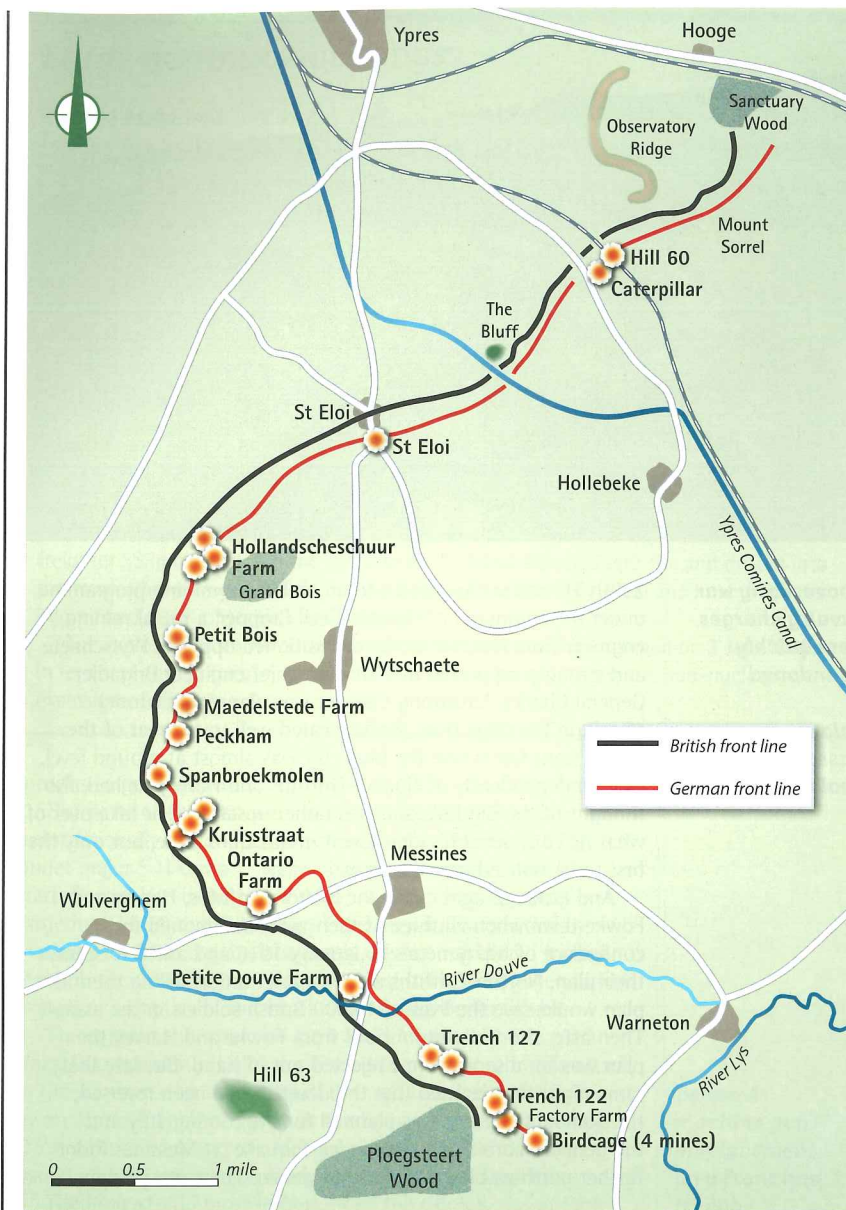 Ypres
Hooge
Sanctuary
Wood
Observatory
Ridge
Mount
Sorrel
Hill 60
Caterpillar
The
Bluff
St Eloi
St Eloi
Hollebeke
Ypres Comines Canal
Hollandscheschuur
Farm
Grand Bois
Petit Bois
Wytschaete
Maedelstede Farm
Peckham
British front line
Spanbroekmolen
German front line
Kruisstraat
Ontario
Farm
Messines
Wulverghem
Petite Douve Farm
River Douve
Warneton
Trench 127
River Lys
Hill 63
Trench 122
Factory Farm
Birdcage (4 mines)
Ploegsteert
Wood
0 0.5 1 mile